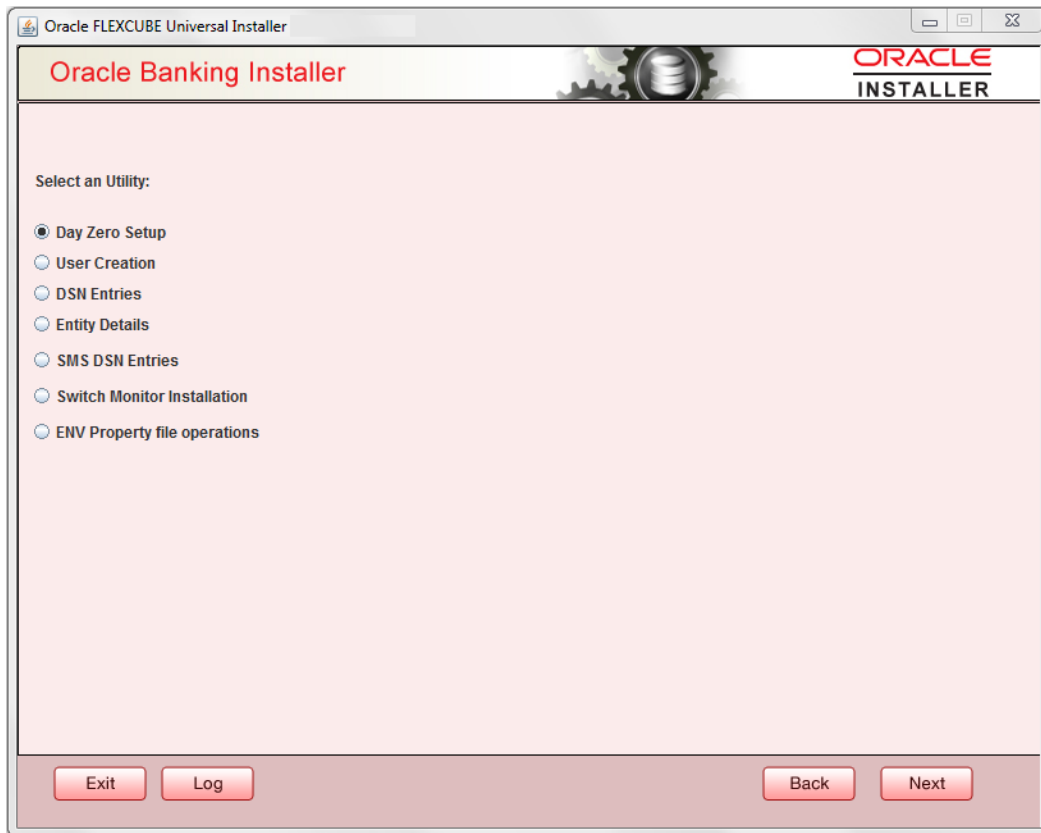 Oracle FLEXCUBE Universal Installer
Oracle Banking Installer
ORACLE
INSTALLER
Select an Utility:
Day Zero Setup
User Creation
DSN Entries
Entity Details
SMS DSN Entries
Switch Monitor Installation
ENV Property file operations
Exit
Log
Back
Next